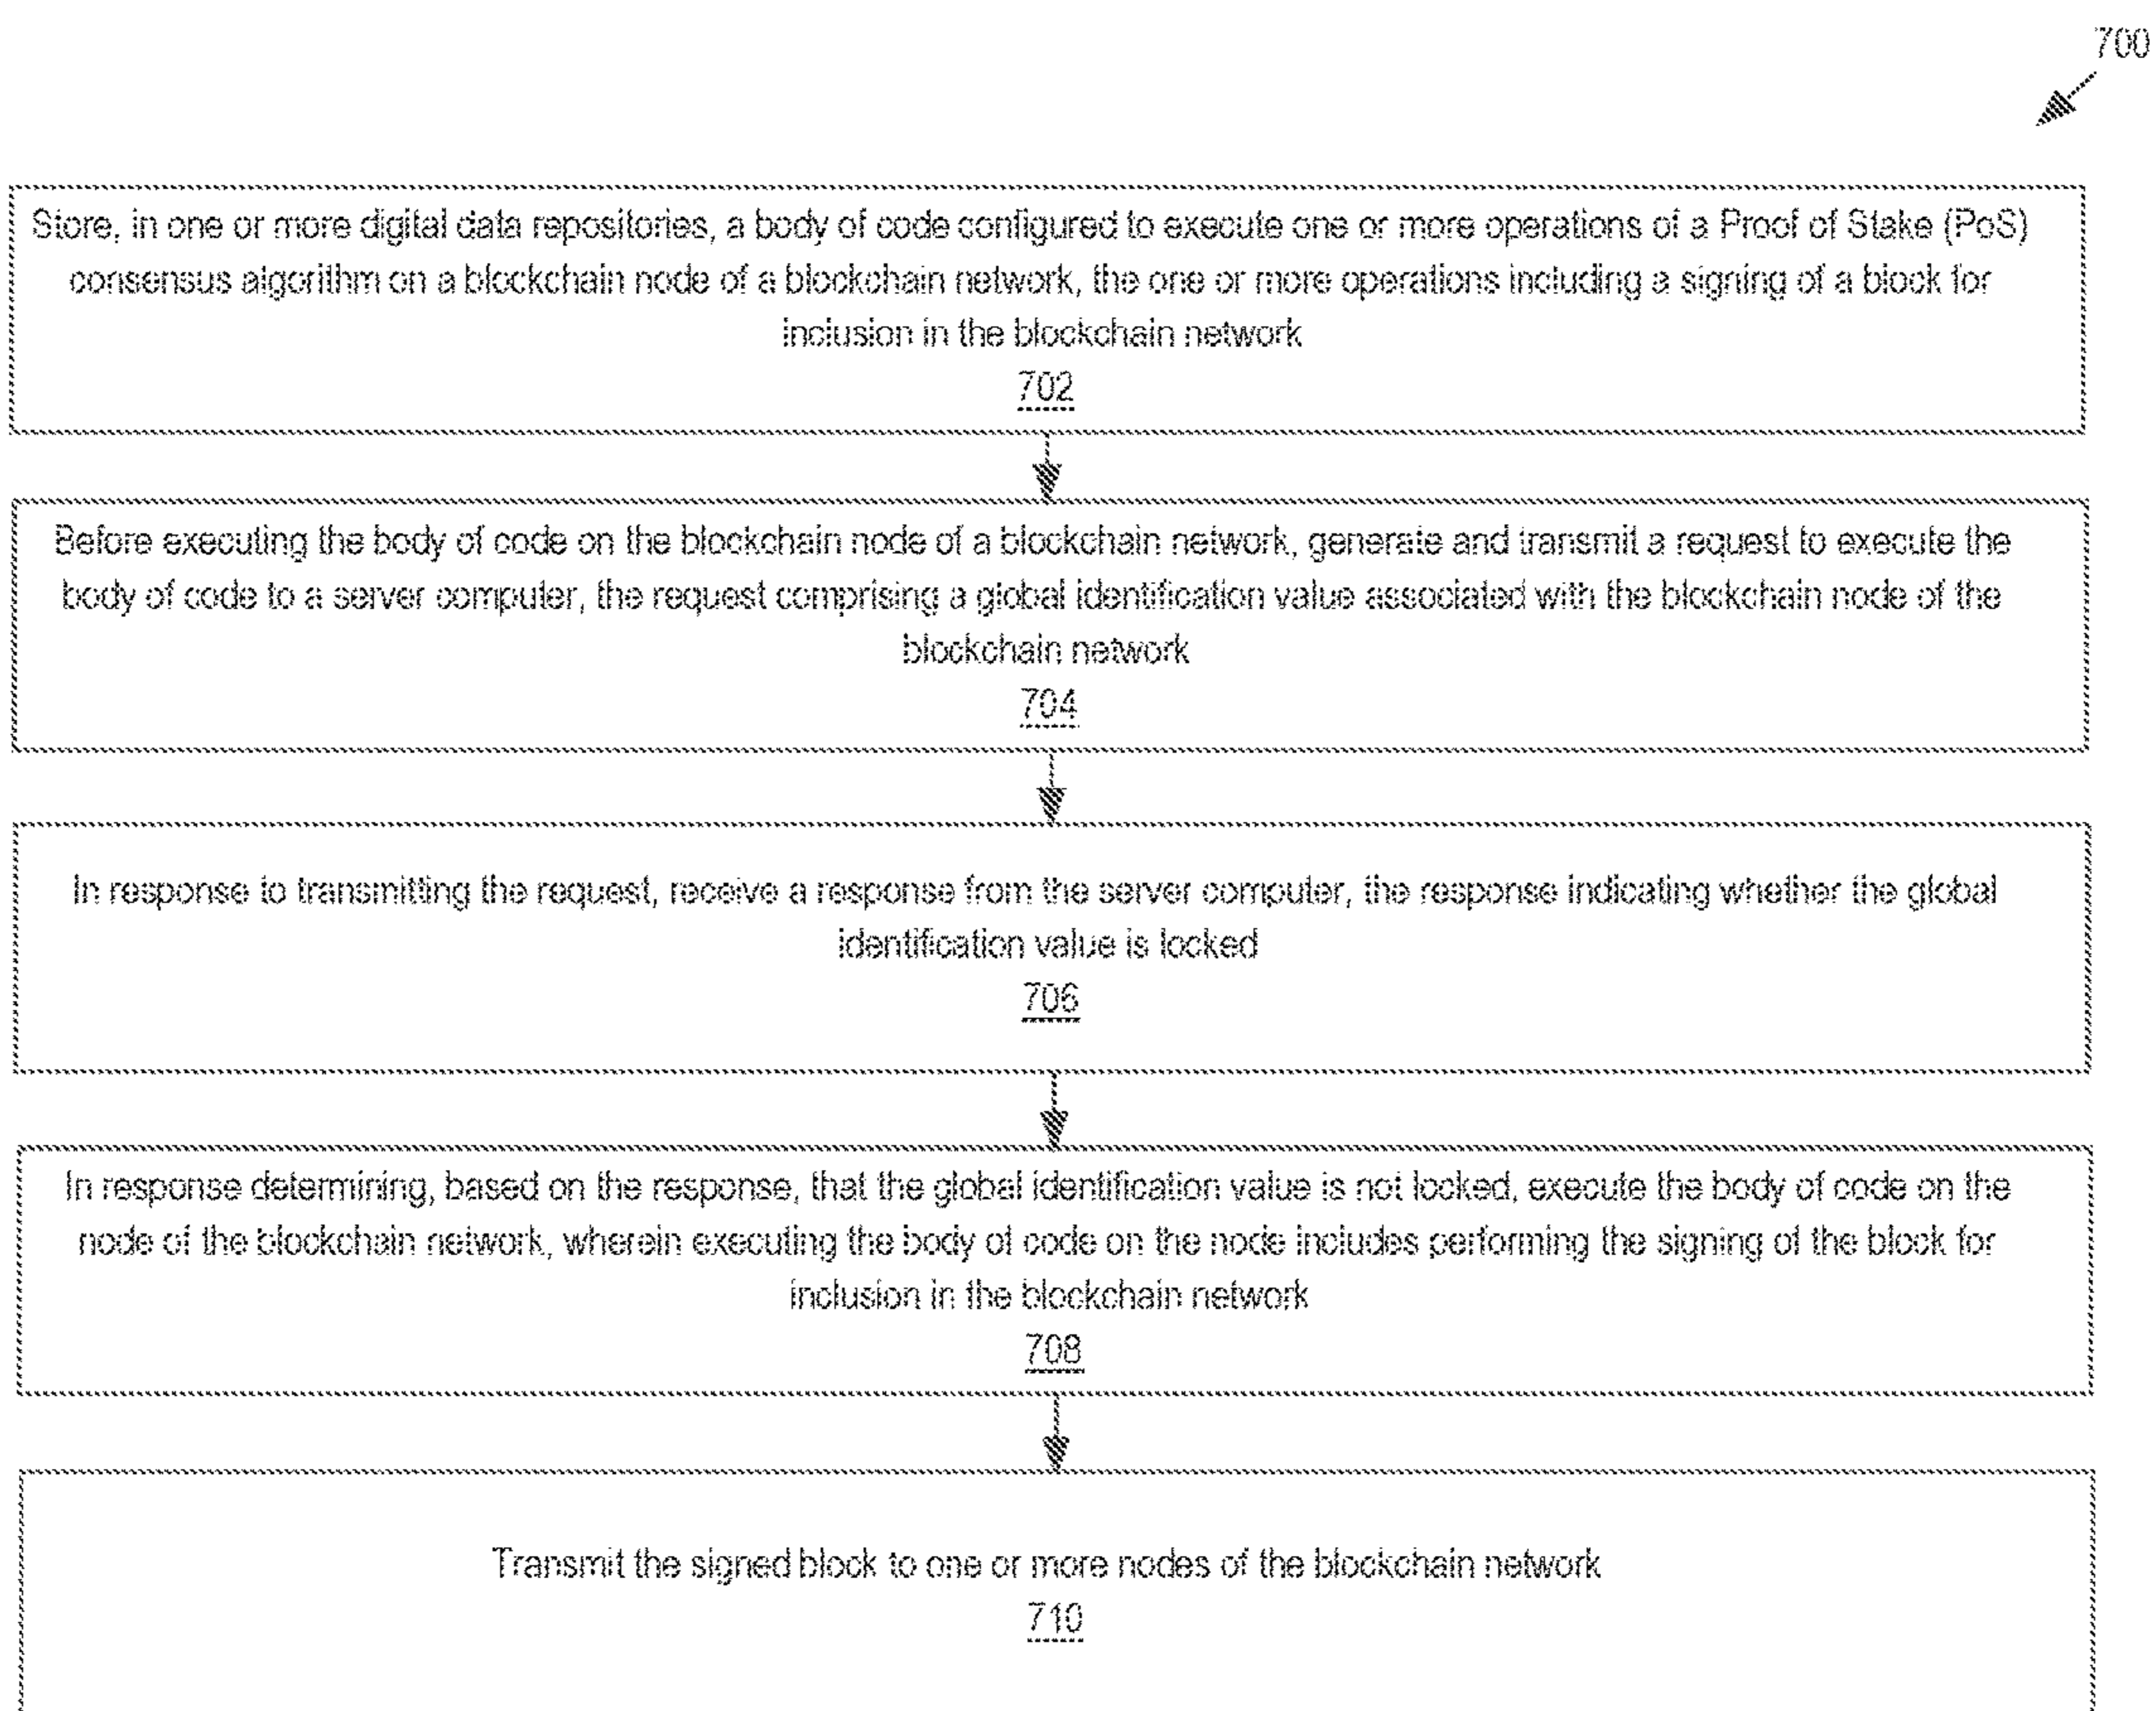 700
Store, in one or more digital data repositories, a body of code configured to execute one or more operations of a Proof of Stake (PoS)
consensus algorithm on a blockchain node of a blockchain network, the one or more operations including a signing of a block for
inclusion in the blockchain network
702
Before executing the body of code on the blockchain node of a blockchain network, generate and transmit a request to execute the
body of code to a server computer, the request comprising a global identification value associated with the blockchain node of the
blockchain network
704
In response to transmitting the request, receive a response from the server computer, the response indicating whether the global
identification value is locked
706
In response determining, based on the response, that the global identification value is not locked, execute the body of code on the
node of the blockchain network, wherein executing the body of code on the node includes performing the signing of the block for
inclusion in the blockchain network
708
Transmit the signed block to one or more nodes of the blockchain network
710